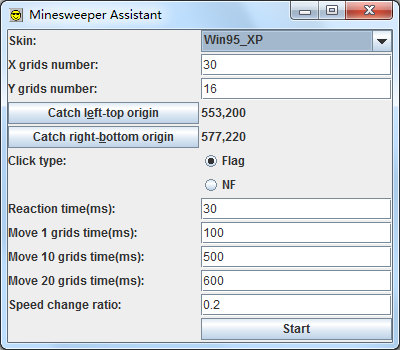 Minesweeper Assistant
Skin: Win95_XP
X grids number: 30
Y grids number: 16
Catch left-top origin 553,200
Catch right-bottom origin 577,220
Click type: Flag
NF
Reaction time(ms): 30
Move 1 grids time(ms): 100
Move 10 grids time(ms): 500
Move 20 grids time(ms): 600
Speed change ratio: 0.2
Start